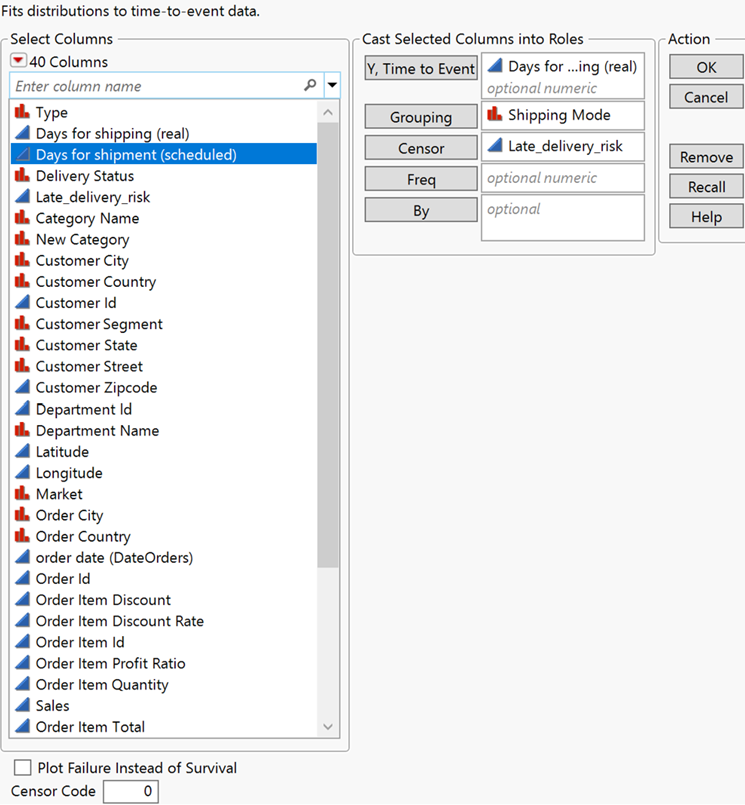 Fits distributions to time-to-event data.
Select Columns
40 Columns
Enter column name
Type
Days for shipping (real)
Days for shipment (scheduled)
Delivery Status
Late_delivery_risk
Category Name
New Category
Customer City
Customer Country
Customer Id
Customer Segment
Customer State
Customer Street
Customer Zipcode
Department Id
Department Name
Latitude
Longitude
Market
Order City
Order Country
order date (DateOrders)
Order Id
Order Item Discount
Order Item Discount Rate
Order Item Id
Order Item Profit Ratio
Order Item Quantity
Sales
Order Item Total
Cast Selected Columns into Roles
Y, Time to Event
Days for ...ing (real)
optional numeric
Grouping
Shipping Mode
Censor
Late_delivery_risk
Freq
optional numeric
By
optional
Action
OK
Cancel
Remove
Recall
Help
Plot Failure Instead of Survival
Censor Code 0